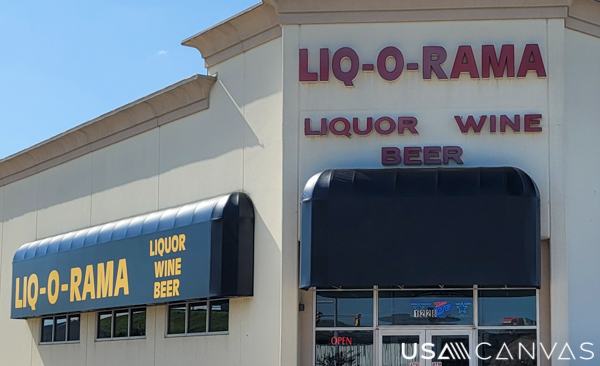 LIQ-O-RAMA
LIQUOR WINE
BEER
LIQ-O-RAMA
LIQUOR
WINE
BEER
OPEN
USA CANVAS